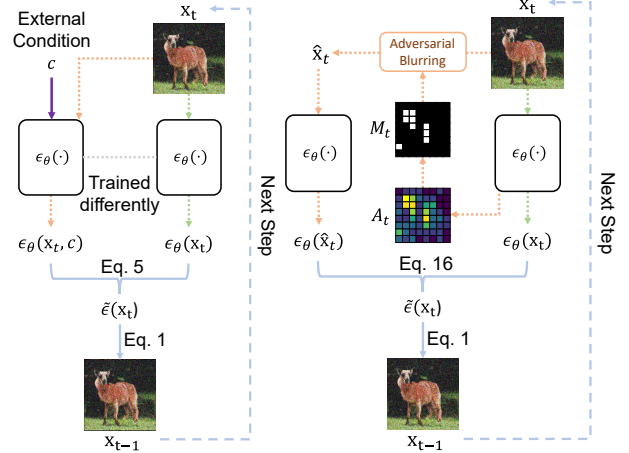 x_t
External
Condition
c
ϵ_θ(·)
ϵ_θ(·)
Trained
differently
ϵ_θ(x_t, c)
ϵ_θ(x_t)
Eq. 5
ϵ̃(x_t)
Eq. 1
x_{t−1}
Next Step
x_t
Adversarial
Blurring
x̂_t
M_t
ϵ_θ(·)
ϵ_θ(·)
A_t
ϵ_θ(x̂_t)
ϵ_θ(x_t)
Eq. 16
ϵ̃(x_t)
Eq. 1
x_{t−1}
Next Step